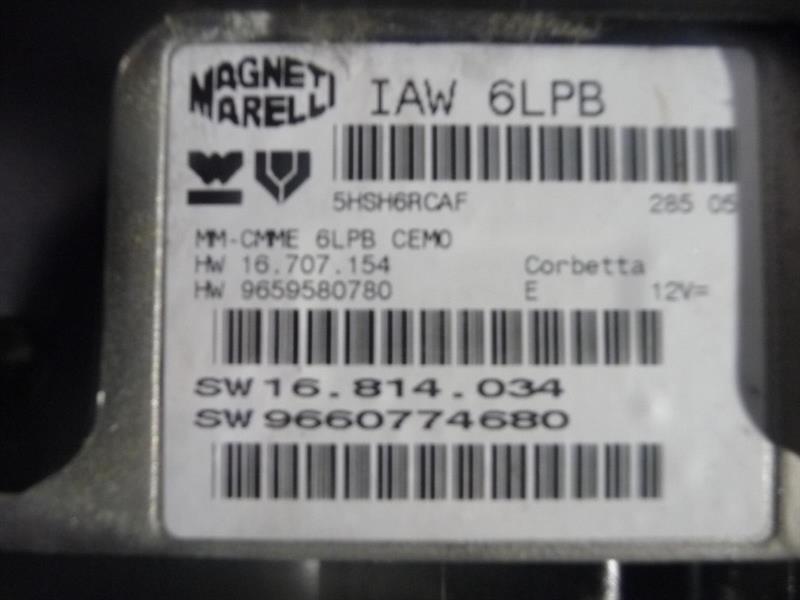 MAGNETI
MARELLI
IAW 6LPB
5HSH6RCAF 285 05
MM-CMME 6LPB CEMO
HW 16.707.154 Corbetta
HW 9659580780 E 12V=
SW 16.814.034
SW 9660774680